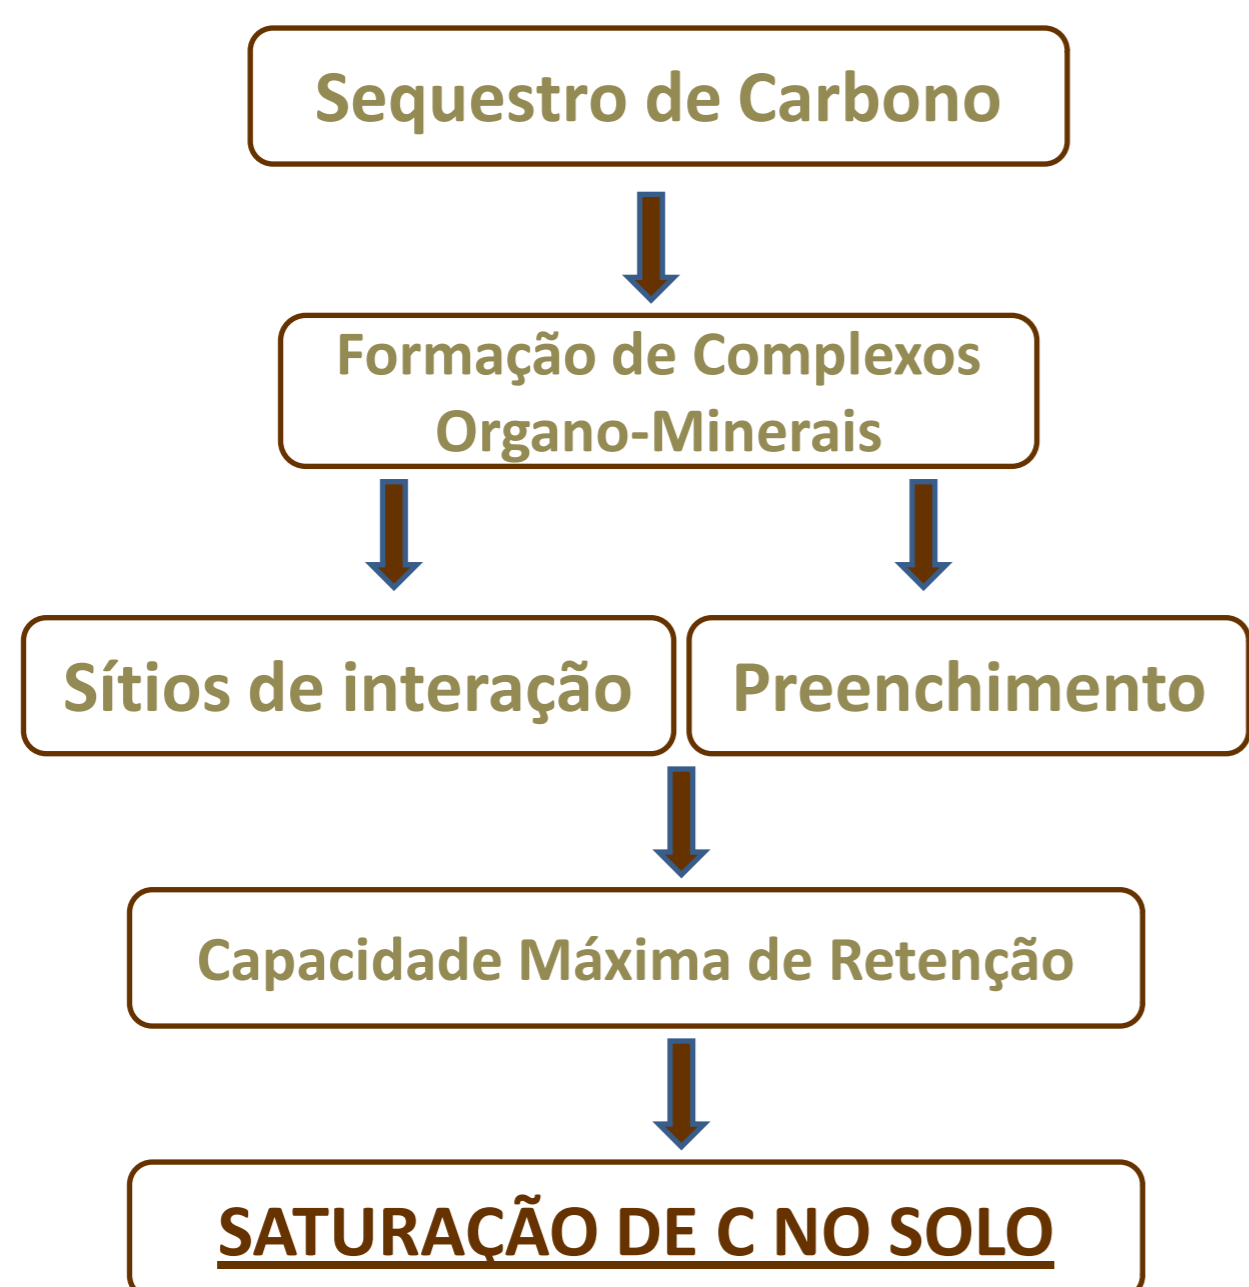 Sequestro de Carbono
Formação de Complexos
Organo-Minerais
Sítios de interação
Preenchimento
Capacidade Máxima de Retenção
SATURAÇÃO DE C NO SOLO